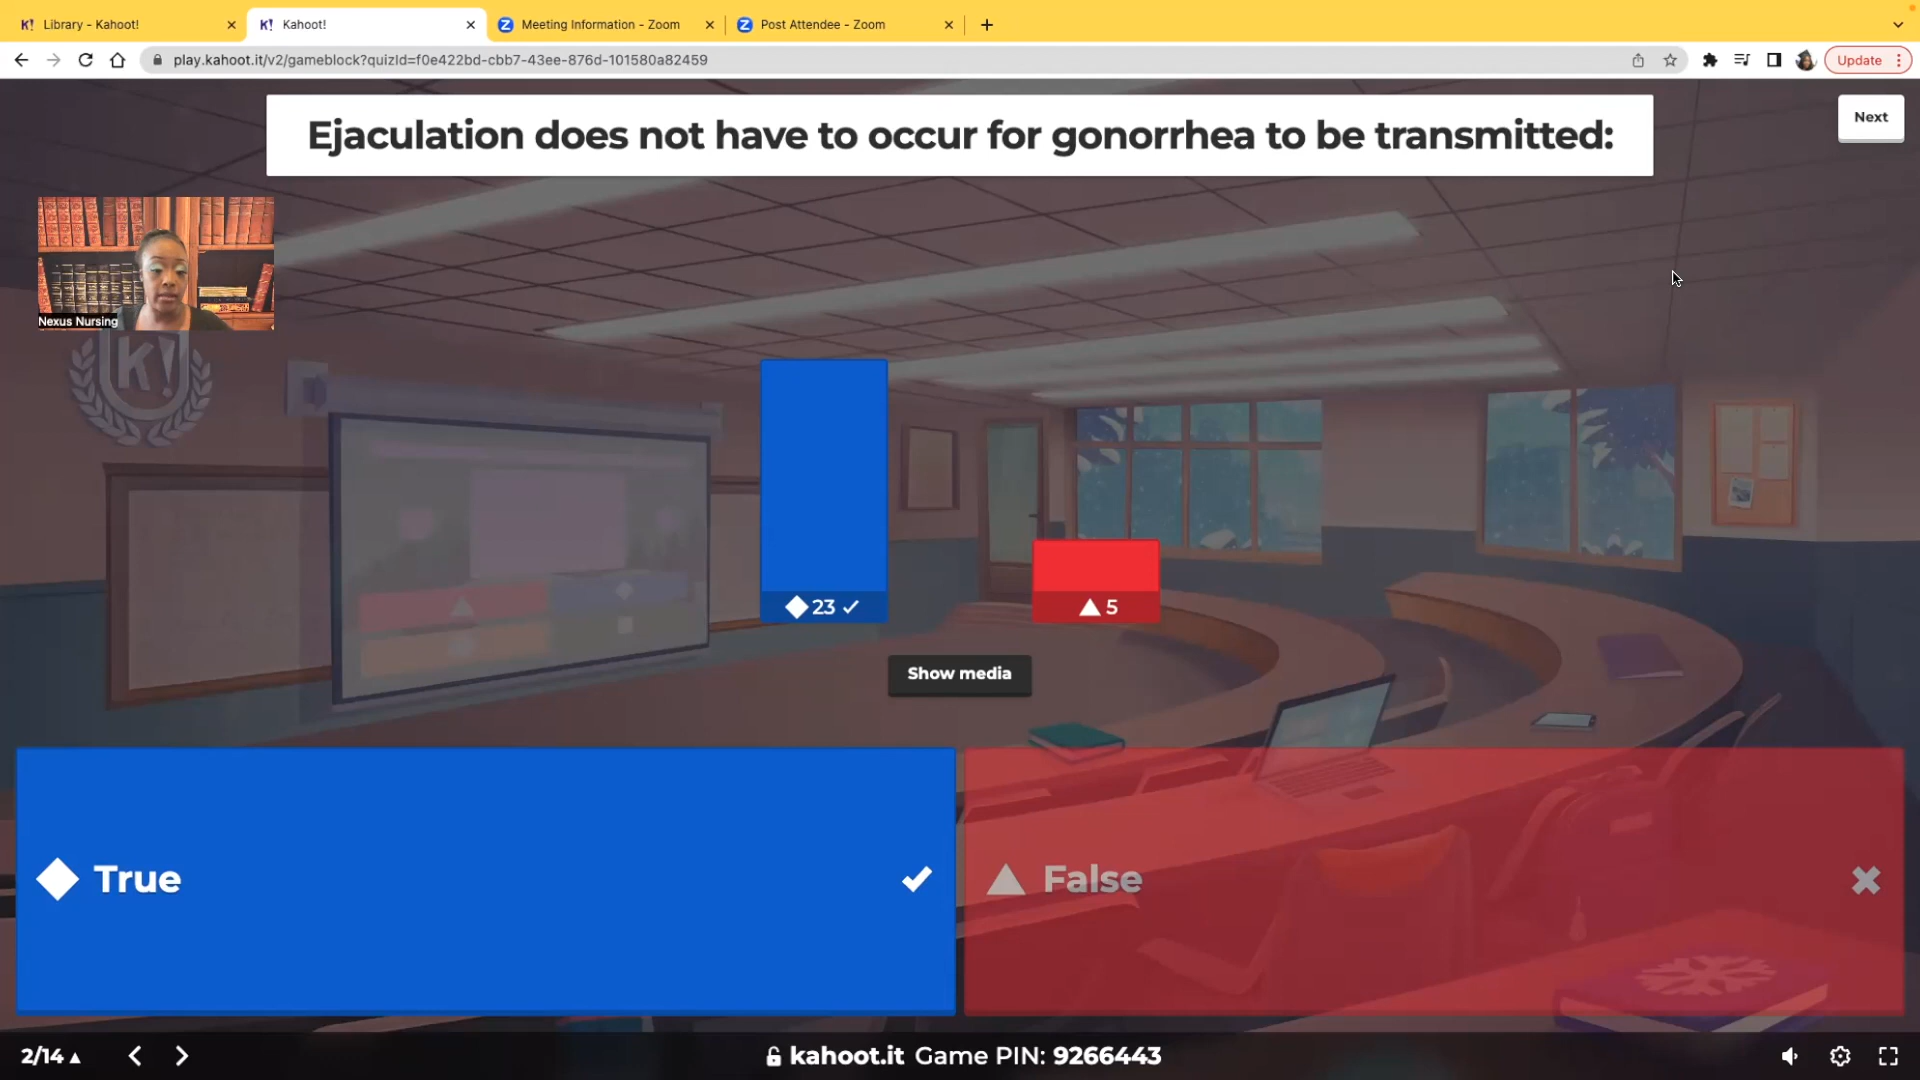 Library - Kahoot!
Kahoot!
Meeting Information - Zoom
Post Attendee - Zoom
play.kahoot.it/v2/gameblock?quizId=f0e422bd-cbb7-43ee-876d-101580a82459
Update
Ejaculation does not have to occur for gonorrhea to be transmitted:
Next
Nexus Nursing
K!
23
5
Show media
True
False
2/14
kahoot.it Game PIN: 9266443